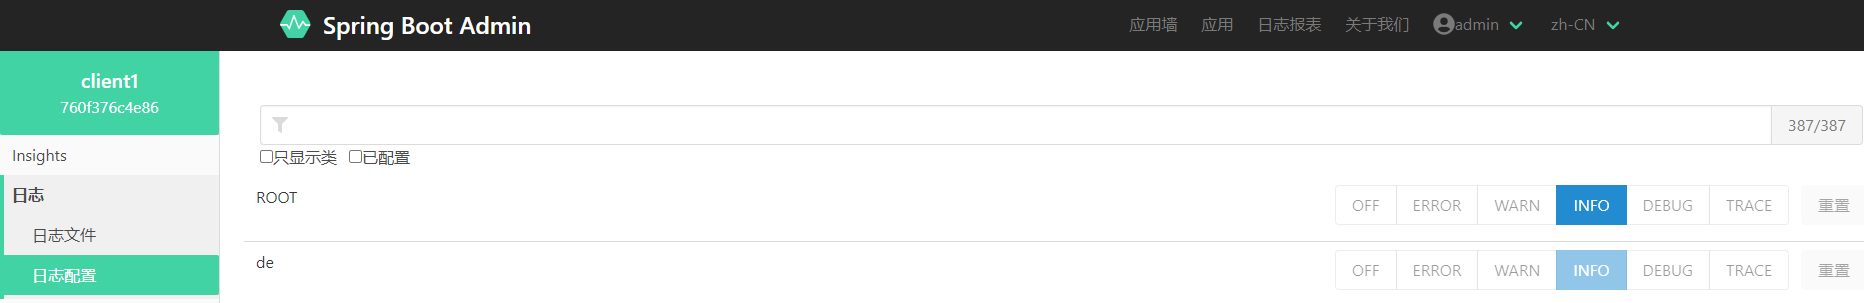 Spring Boot Admin 应用墙 应用 日志报表 关于我们 admin zh-CN
client1
760f376c4e86
Insights
日志
日志文件
日志配置
387/387
只显示类 已配置
ROOT OFF ERROR WARN INFO DEBUG TRACE 重置
de OFF ERROR WARN INFO DEBUG TRACE 重置